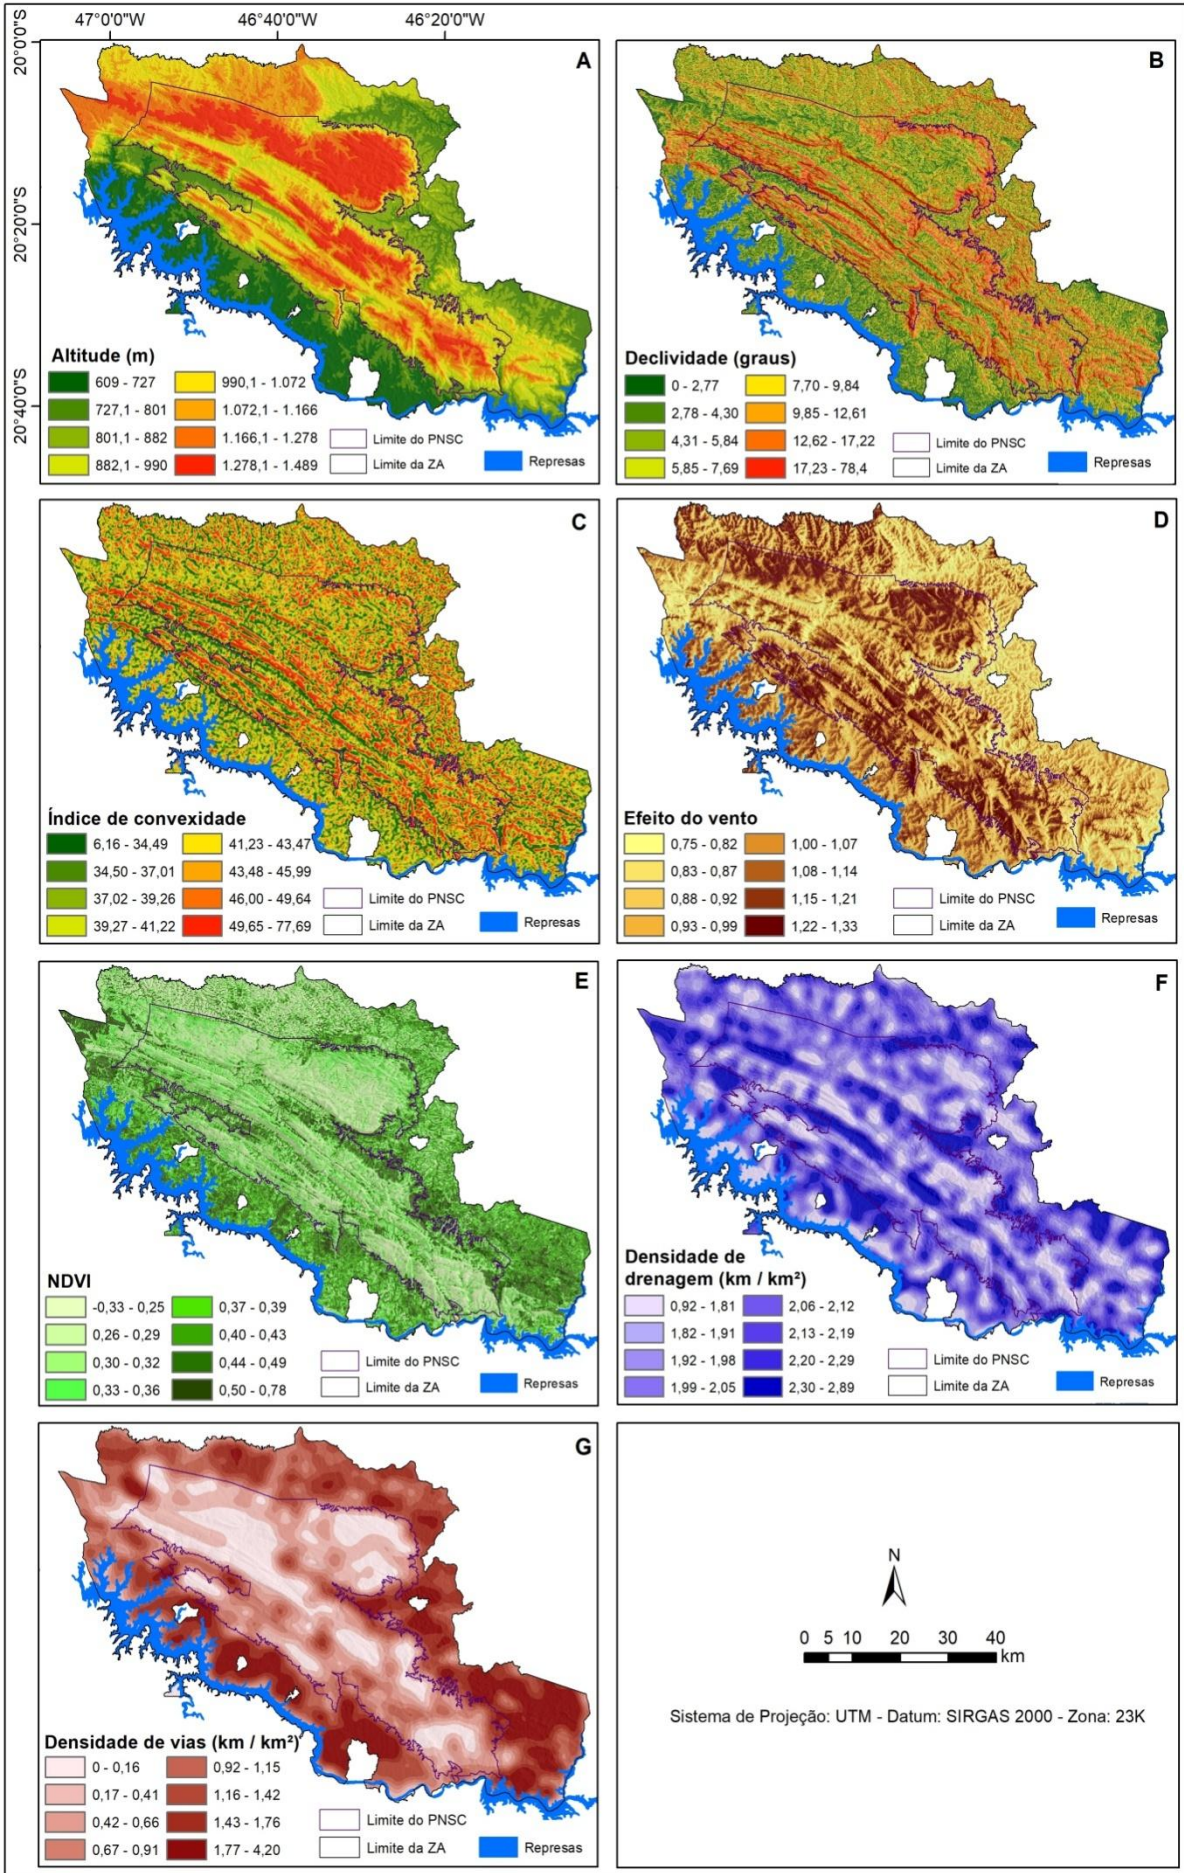 47°0'0"W
46°40'0"W
46°20'0"W
20°0'0"S
20°20'0"S
20°40'0"S
A
Altitude (m)
609 - 727
990,1 - 1.072
727,1 - 801
1.072,1 - 1.166
801,1 - 882
1.166,1 - 1.278
882,1 - 990
1.278,1 - 1.489
Limite do PNSC
Limite da ZA
Represas
B
Declividade (graus)
0 - 2,77
7,70 - 9,84
2,78 - 4,30
9,85 - 12,61
4,31 - 5,84
12,62 - 17,22
5,85 - 7,69
17,23 - 78,4
Limite do PNSC
Limite da ZA
Represas
C
Índice de convexidade
6,16 - 34,49
41,23 - 43,47
34,50 - 37,01
43,48 - 45,99
37,02 - 39,26
46,00 - 49,64
39,27 - 41,22
49,65 - 77,69
Limite do PNSC
Limite da ZA
Represas
D
Efeito do vento
0,75 - 0,82
1,00 - 1,07
0,83 - 0,87
1,08 - 1,14
0,88 - 0,92
1,15 - 1,21
0,93 - 0,99
1,22 - 1,33
Limite do PNSC
Limite da ZA
Represas
E
NDVI
-0,33 - 0,25
0,37 - 0,39
0,26 - 0,29
0,40 - 0,43
0,30 - 0,32
0,44 - 0,49
0,33 - 0,36
0,50 - 0,78
Limite do PNSC
Limite da ZA
Represas
F
Densidade de
drenagem (km / km²)
0,92 - 1,81
2,06 - 2,12
1,82 - 1,91
2,13 - 2,19
1,92 - 1,98
2,20 - 2,29
1,99 - 2,05
2,30 - 2,89
Limite do PNSC
Limite da ZA
Represas
G
Densidade de vias (km / km²)
0 - 0,16
0,92 - 1,15
0,17 - 0,41
1,16 - 1,42
0,42 - 0,66
1,43 - 1,76
0,67 - 0,91
1,77 - 4,20
Limite do PNSC
Limite da ZA
Represas
N
0 5 10 20 30 40
km
Sistema de Projeção: UTM - Datum: SIRGAS 2000 - Zona: 23K